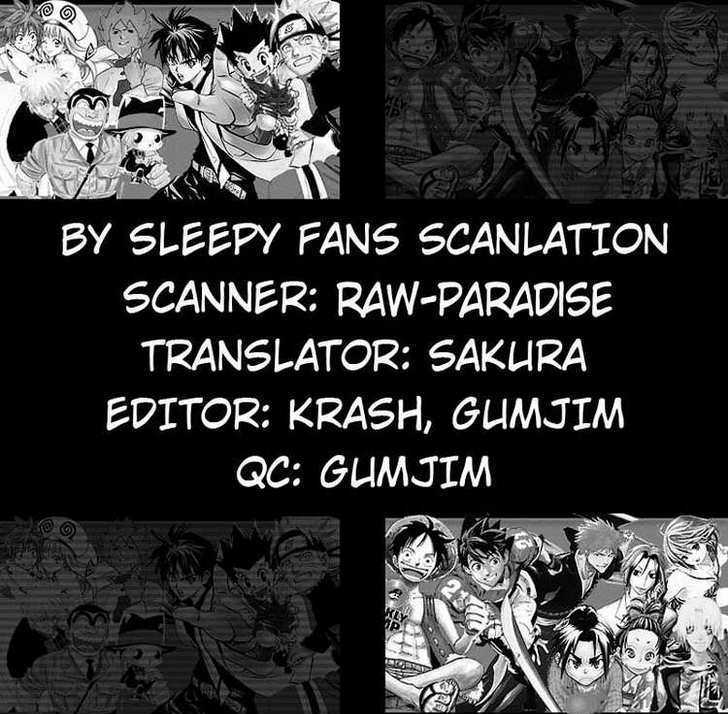 BY SLEEPY FANS SCANLATION
SCANNER: RAW-PARADISE
TRANSLATOR: SAKURA
EDITOR: KRASH, GUMJIM
QC: GUMJIM